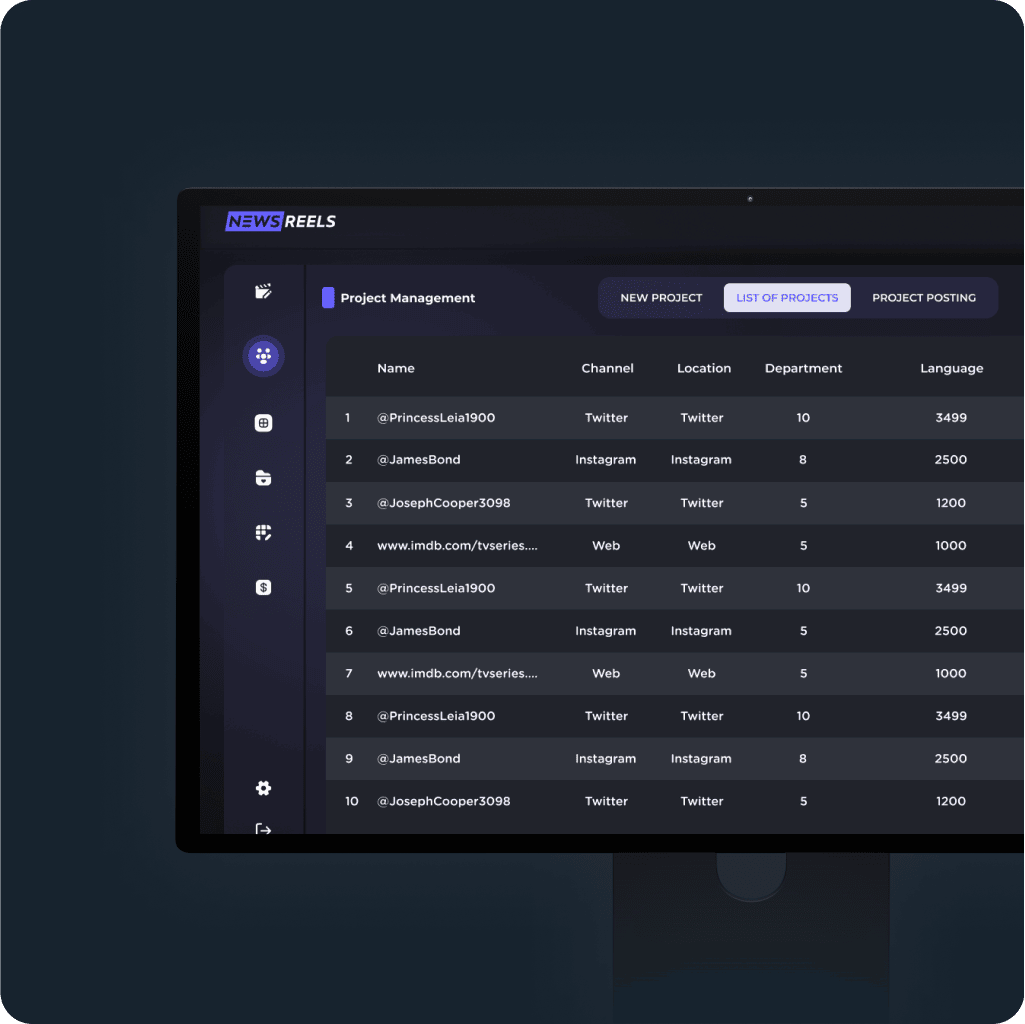 NEWS REELS
Project Management NEW PROJECT LIST OF PROJECTS PROJECT POSTING
Name Channel Location Department Language
1 @PrincessLeia1900 Twitter Twitter 10 3499
2 @JamesBond Instagram Instagram 8 2500
3 @JosephCooper3098 Twitter Twitter 5 1200
4 www.imdb.com/tvseries.... Web Web 5 1000
5 @PrincessLeia1900 Twitter Twitter 10 3499
6 @JamesBond Instagram Instagram 5 2500
7 www.imdb.com/tvseries.... Web Web 5 1000
8 @PrincessLeia1900 Twitter Twitter 10 3499
9 @JamesBond Instagram Instagram 8 2500
10 @JosephCooper3098 Twitter Twitter 5 1200
$